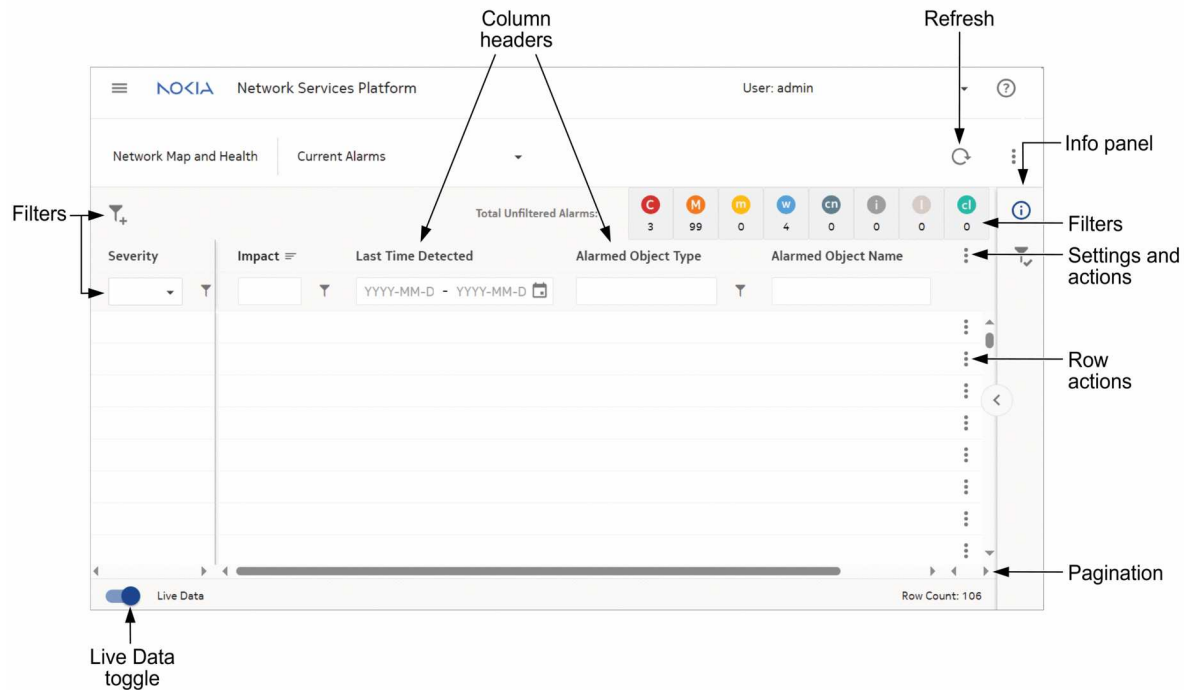 Column
headers
Refresh
NOKIA Network Services Platform User: admin ?
Info panel
Network Map and Health Current Alarms
Filters
Total Unfiltered Alarms:
C M m w cn i I cl
3 99 0 4 0 0 0 0
i
Filters
Severity Impact Last Time Detected Alarmed Object Type Alarmed Object Name
Settings and
actions
YYYY-MM-D - YYYY-MM-D
Row
actions
Pagination
Live Data Row Count: 106
Live Data
toggle